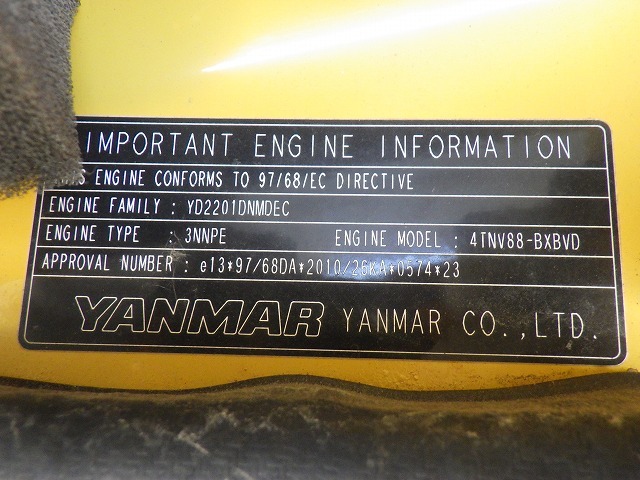 IMPORTANT ENGINE INFORMATION
ENGINE CONFORMS TO 97/68/EC DIRECTIVE
ENGINE FAMILY : YD2201DNMDEC
ENGINE TYPE : 3NNPE ENGINE MODEL : 4TNV88-BXBVD
APPROVAL NUMBER : e13*97/68DA*2010/26KA*0574*23
YANMAR YANMAR CO.,LTD.